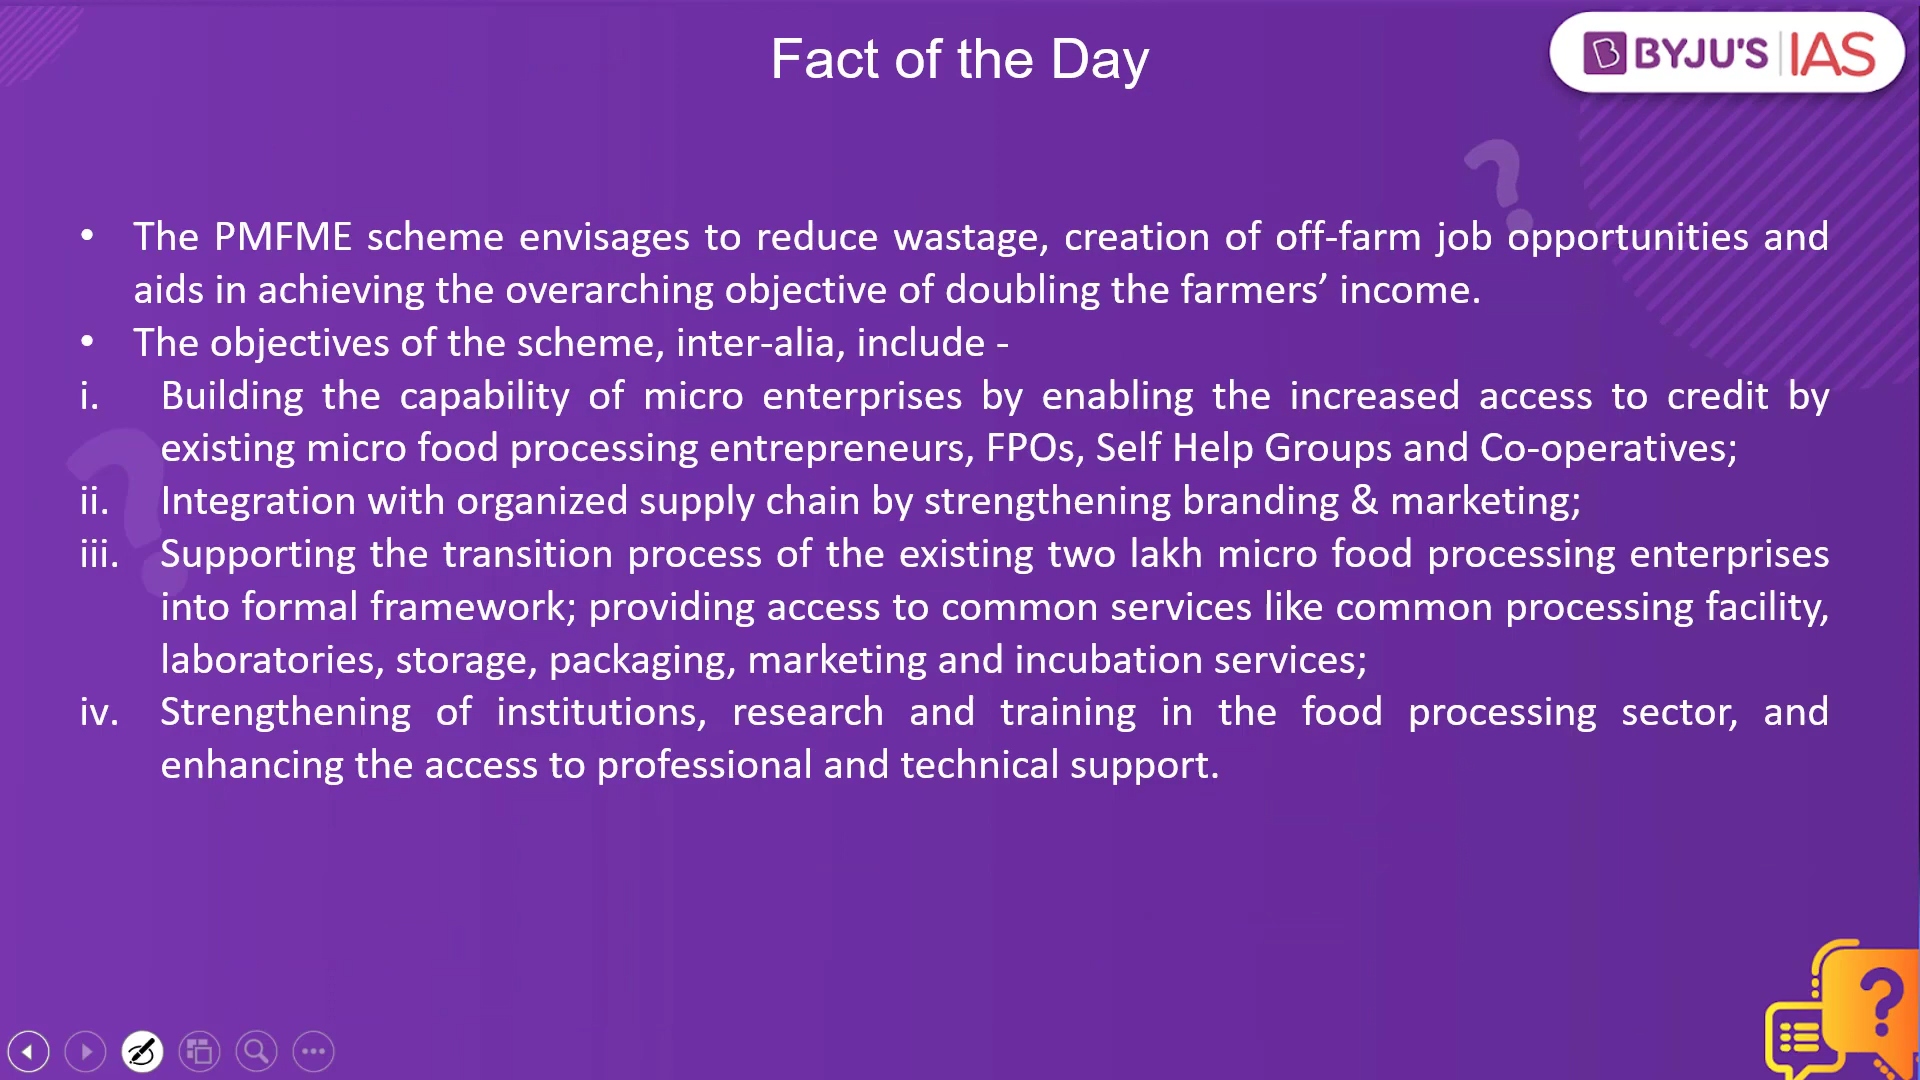 Fact of the Day
BYJU'S IAS
• The PMFME scheme envisages to reduce wastage, creation of off-farm job opportunities and
aids in achieving the overarching objective of doubling the farmers’ income.
• The objectives of the scheme, inter-alia, include -
i. Building the capability of micro enterprises by enabling the increased access to credit by
existing micro food processing entrepreneurs, FPOs, Self Help Groups and Co-operatives;
ii. Integration with organized supply chain by strengthening branding & marketing;
iii. Supporting the transition process of the existing two lakh micro food processing enterprises
into formal framework; providing access to common services like common processing facility,
laboratories, storage, packaging, marketing and incubation services;
iv. Strengthening of institutions, research and training in the food processing sector, and
enhancing the access to professional and technical support.